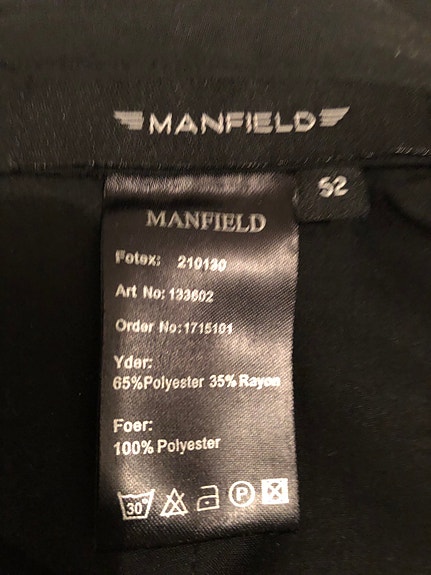 MANFIELD
52
MANFIELD
Fotex: 210130
Art No: 133602
Order No: 1715101
Yder:
65%Polyester 35% Rayon
Foer:
100% Polyester
30°
P